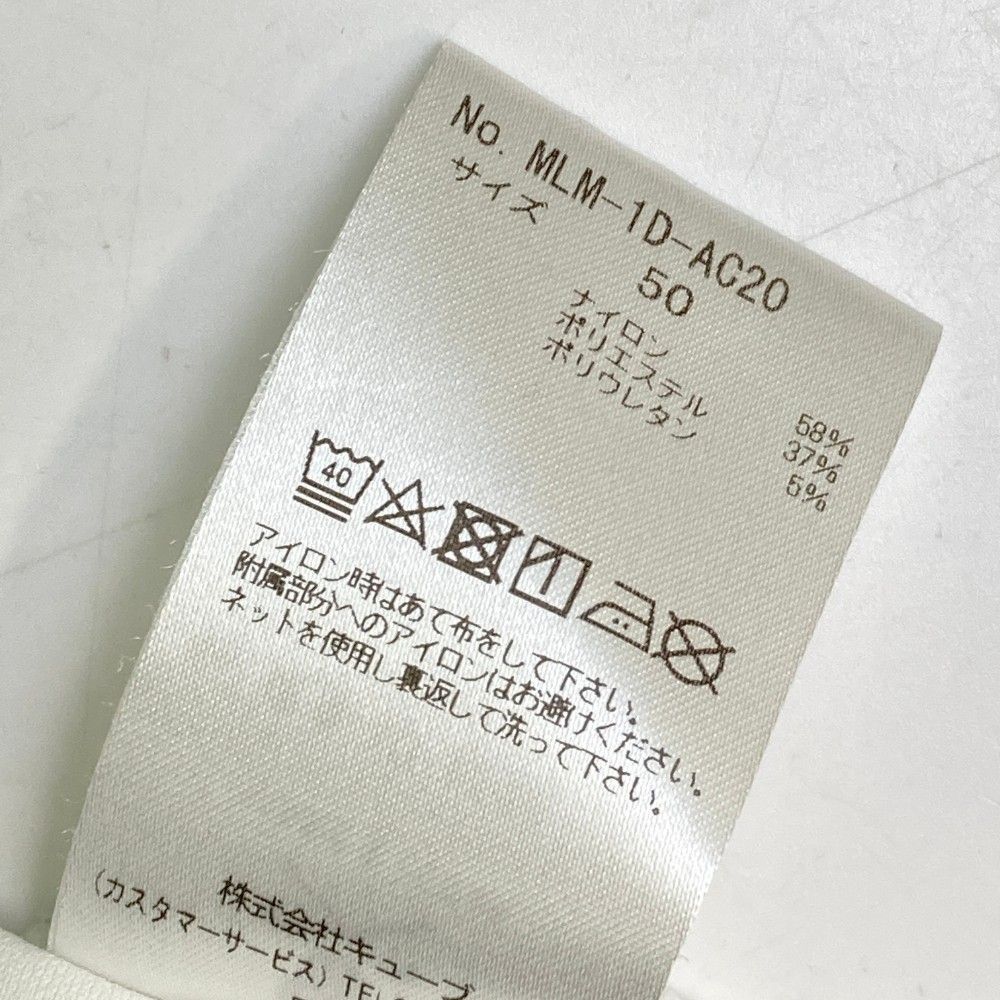 No. MLM-1D-AC20
サイズ 50
ナイロン 58%
ポリエステル 37%
ポリウレタン 5%
40
アイロン時はあて布をして下さい。
附属部分へのアイロンはお避けください。
ネットを使用し裏返して洗って下さい。
株式会社キューブ
(カスタマーサービス) TEL